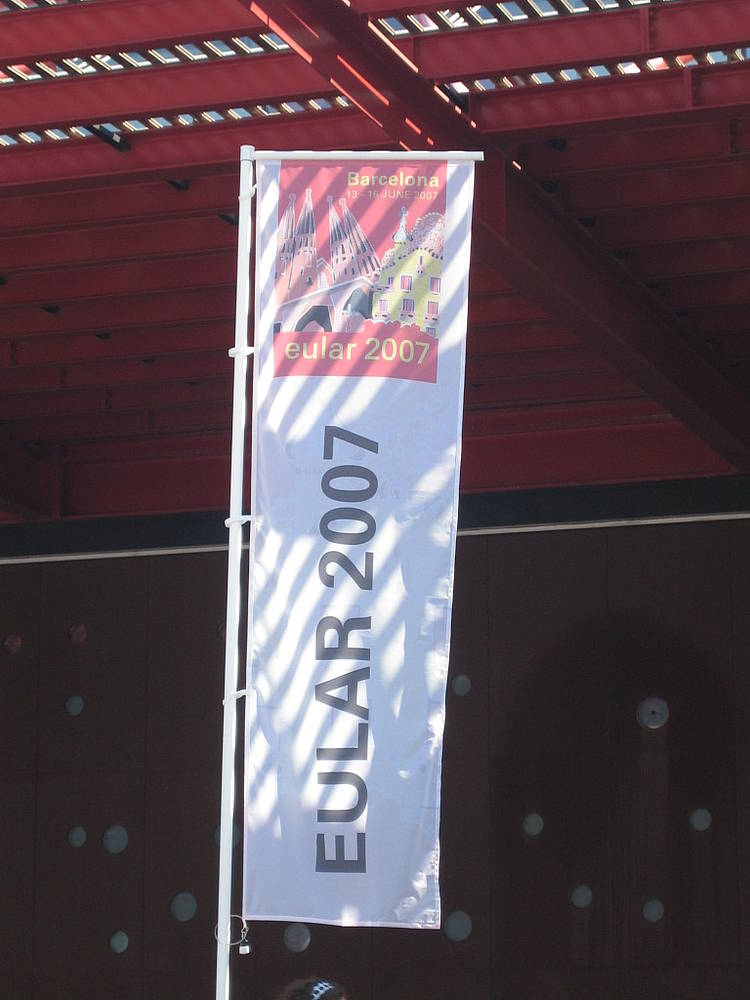 Barcelona
13 - 16 JUNE 2007
eular 2007
EULAR 2007